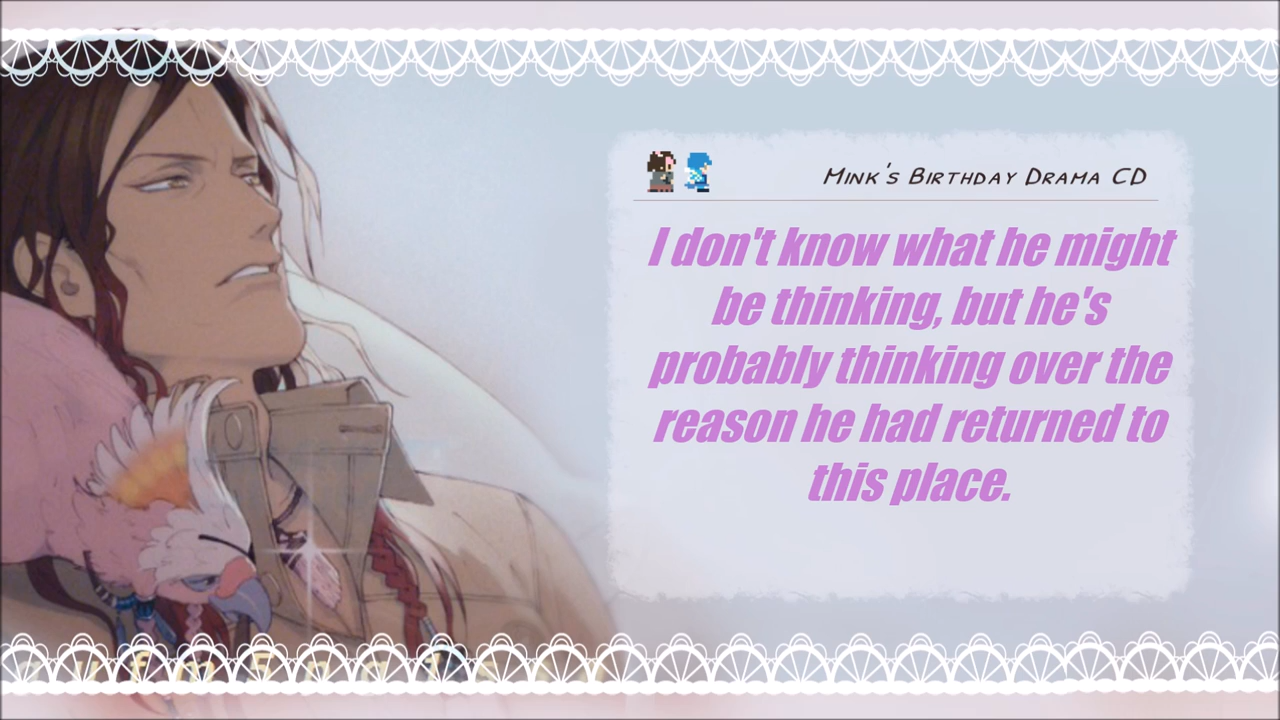 Mink's Birthday Drama CD
I don't know what he might
be thinking, but he's
probably thinking over the
reason he had returned to
this place.